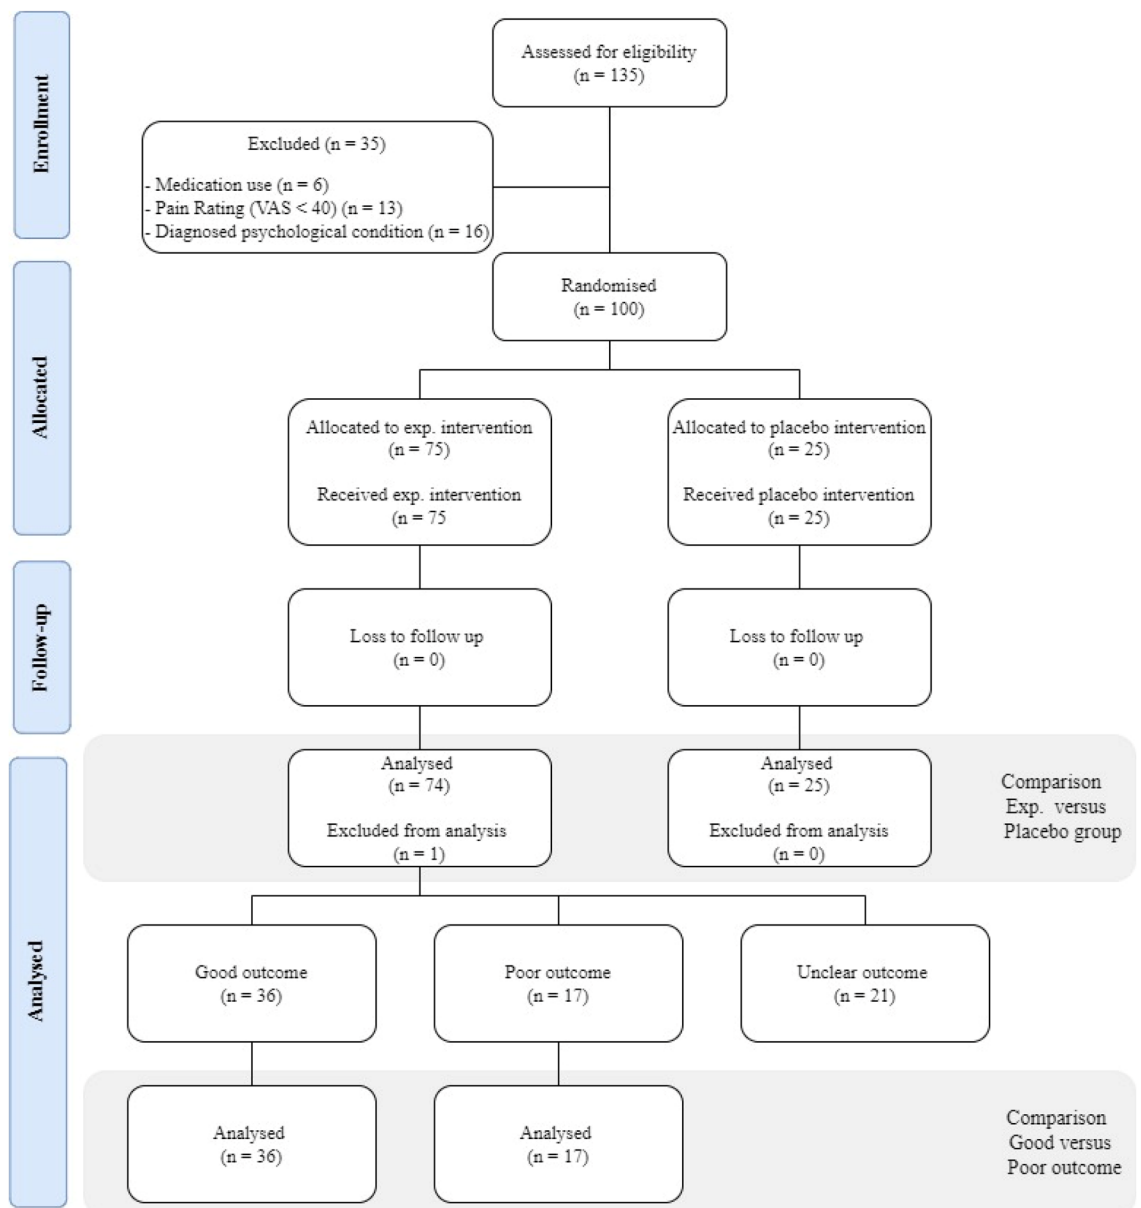 Enrollment
Assessed for eligibility
(n = 135)
Excluded (n = 35)
- Medication use (n = 6)
- Pain Rating (VAS < 40) (n = 13)
- Diagnosed psychological condition (n = 16)
Allocated
Randomised
(n = 100)
Allocated to exp. intervention
(n = 75)
Received exp. intervention
(n = 75
Allocated to placebo intervention
(n = 25)
Received placebo intervention
(n = 25)
Follow-up
Loss to follow up
(n = 0)
Loss to follow up
(n = 0)
Analysed
Analysed
(n = 74)
Excluded from analysis
(n = 1)
Analysed
(n = 25)
Excluded from analysis
(n = 0)
Comparison
Exp. versus
Placebo group
Good outcome
(n = 36)
Poor outcome
(n = 17)
Unclear outcome
(n = 21)
Analysed
(n = 36)
Analysed
(n = 17)
Comparison
Good versus
Poor outcome